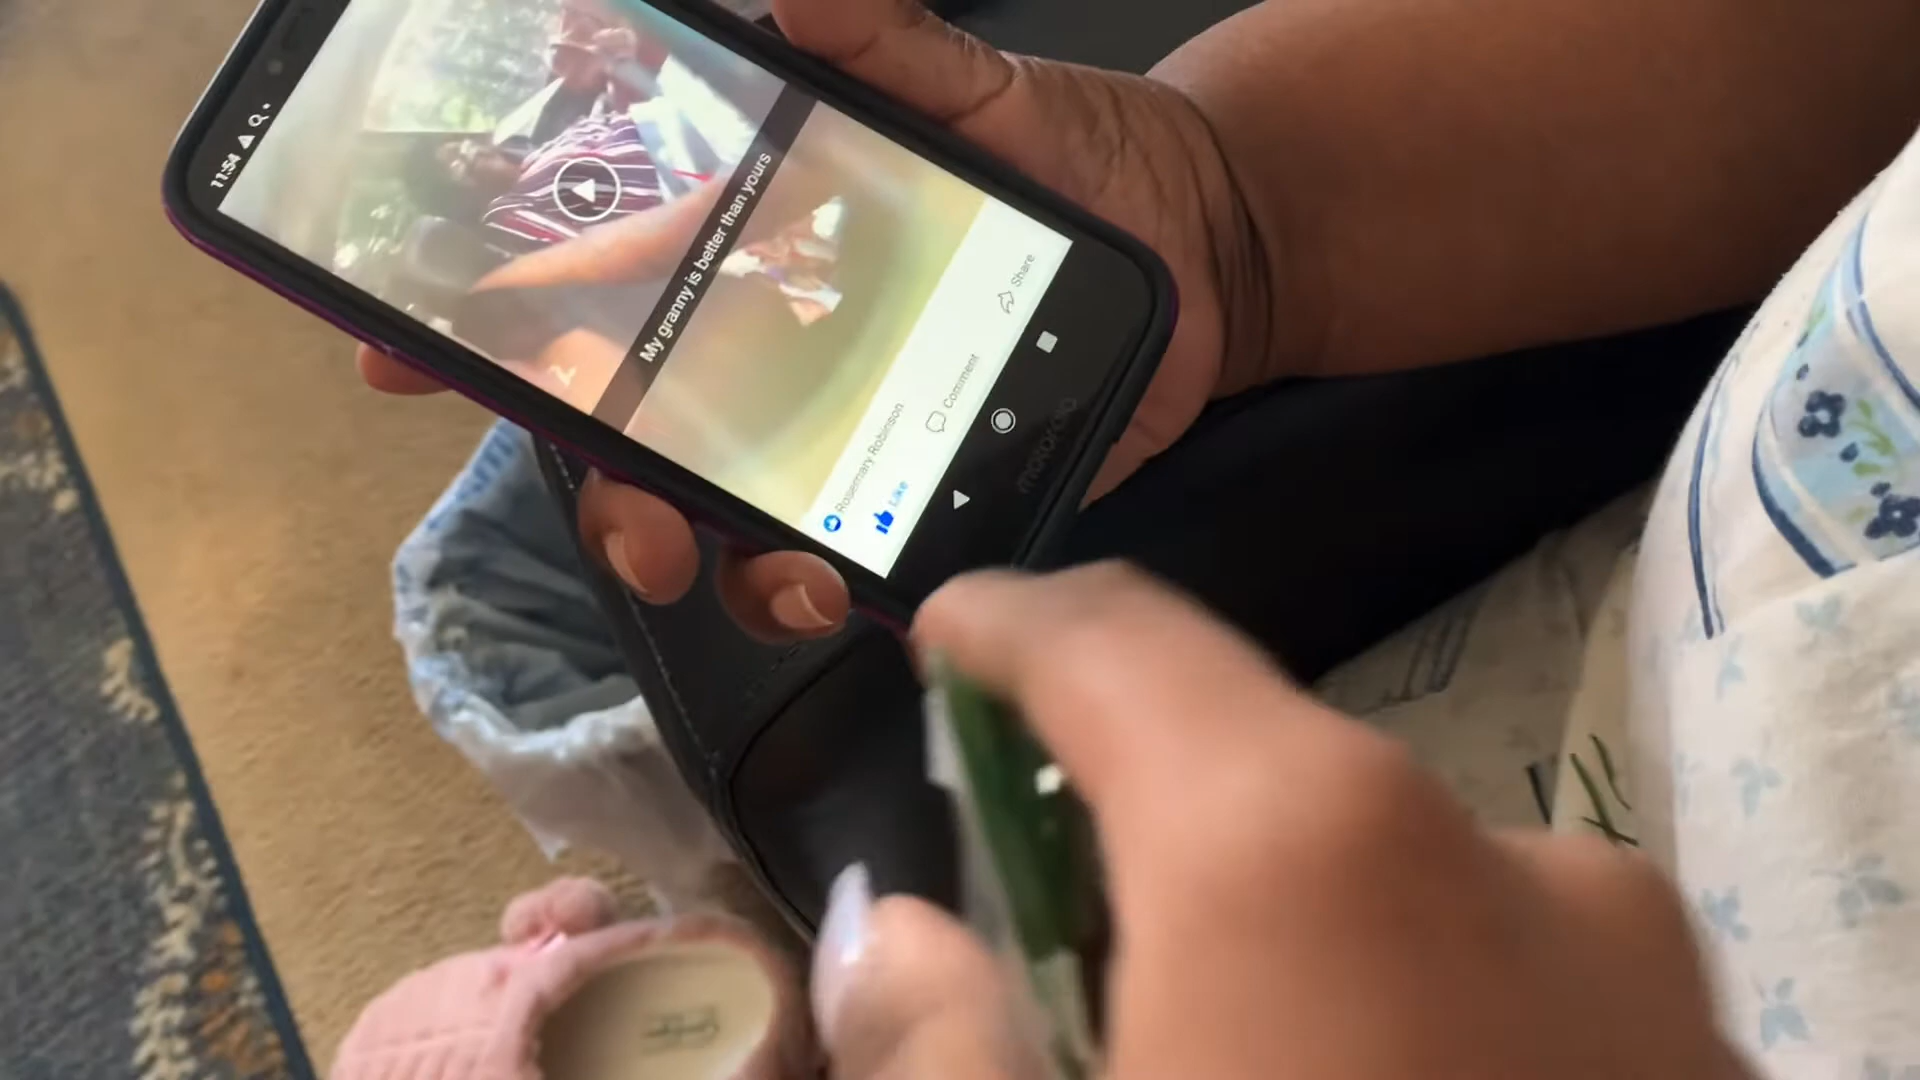 11:54
My granny is better than yours
Rosemary Robinson
Like
Comment
Share
motorola